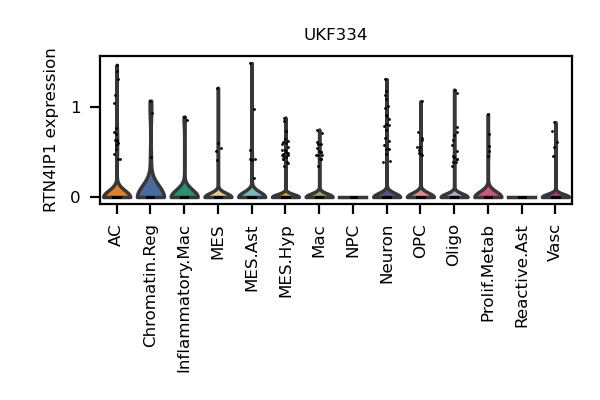 UKF334
RTN4IP1 expression
1
0
AC
Chromatin.Reg
Inflammatory.Mac
MES
MES.Ast
MES.Hyp
Mac
NPC
Neuron
OPC
Oligo
Prolif.Metab
Reactive.Ast
Vasc